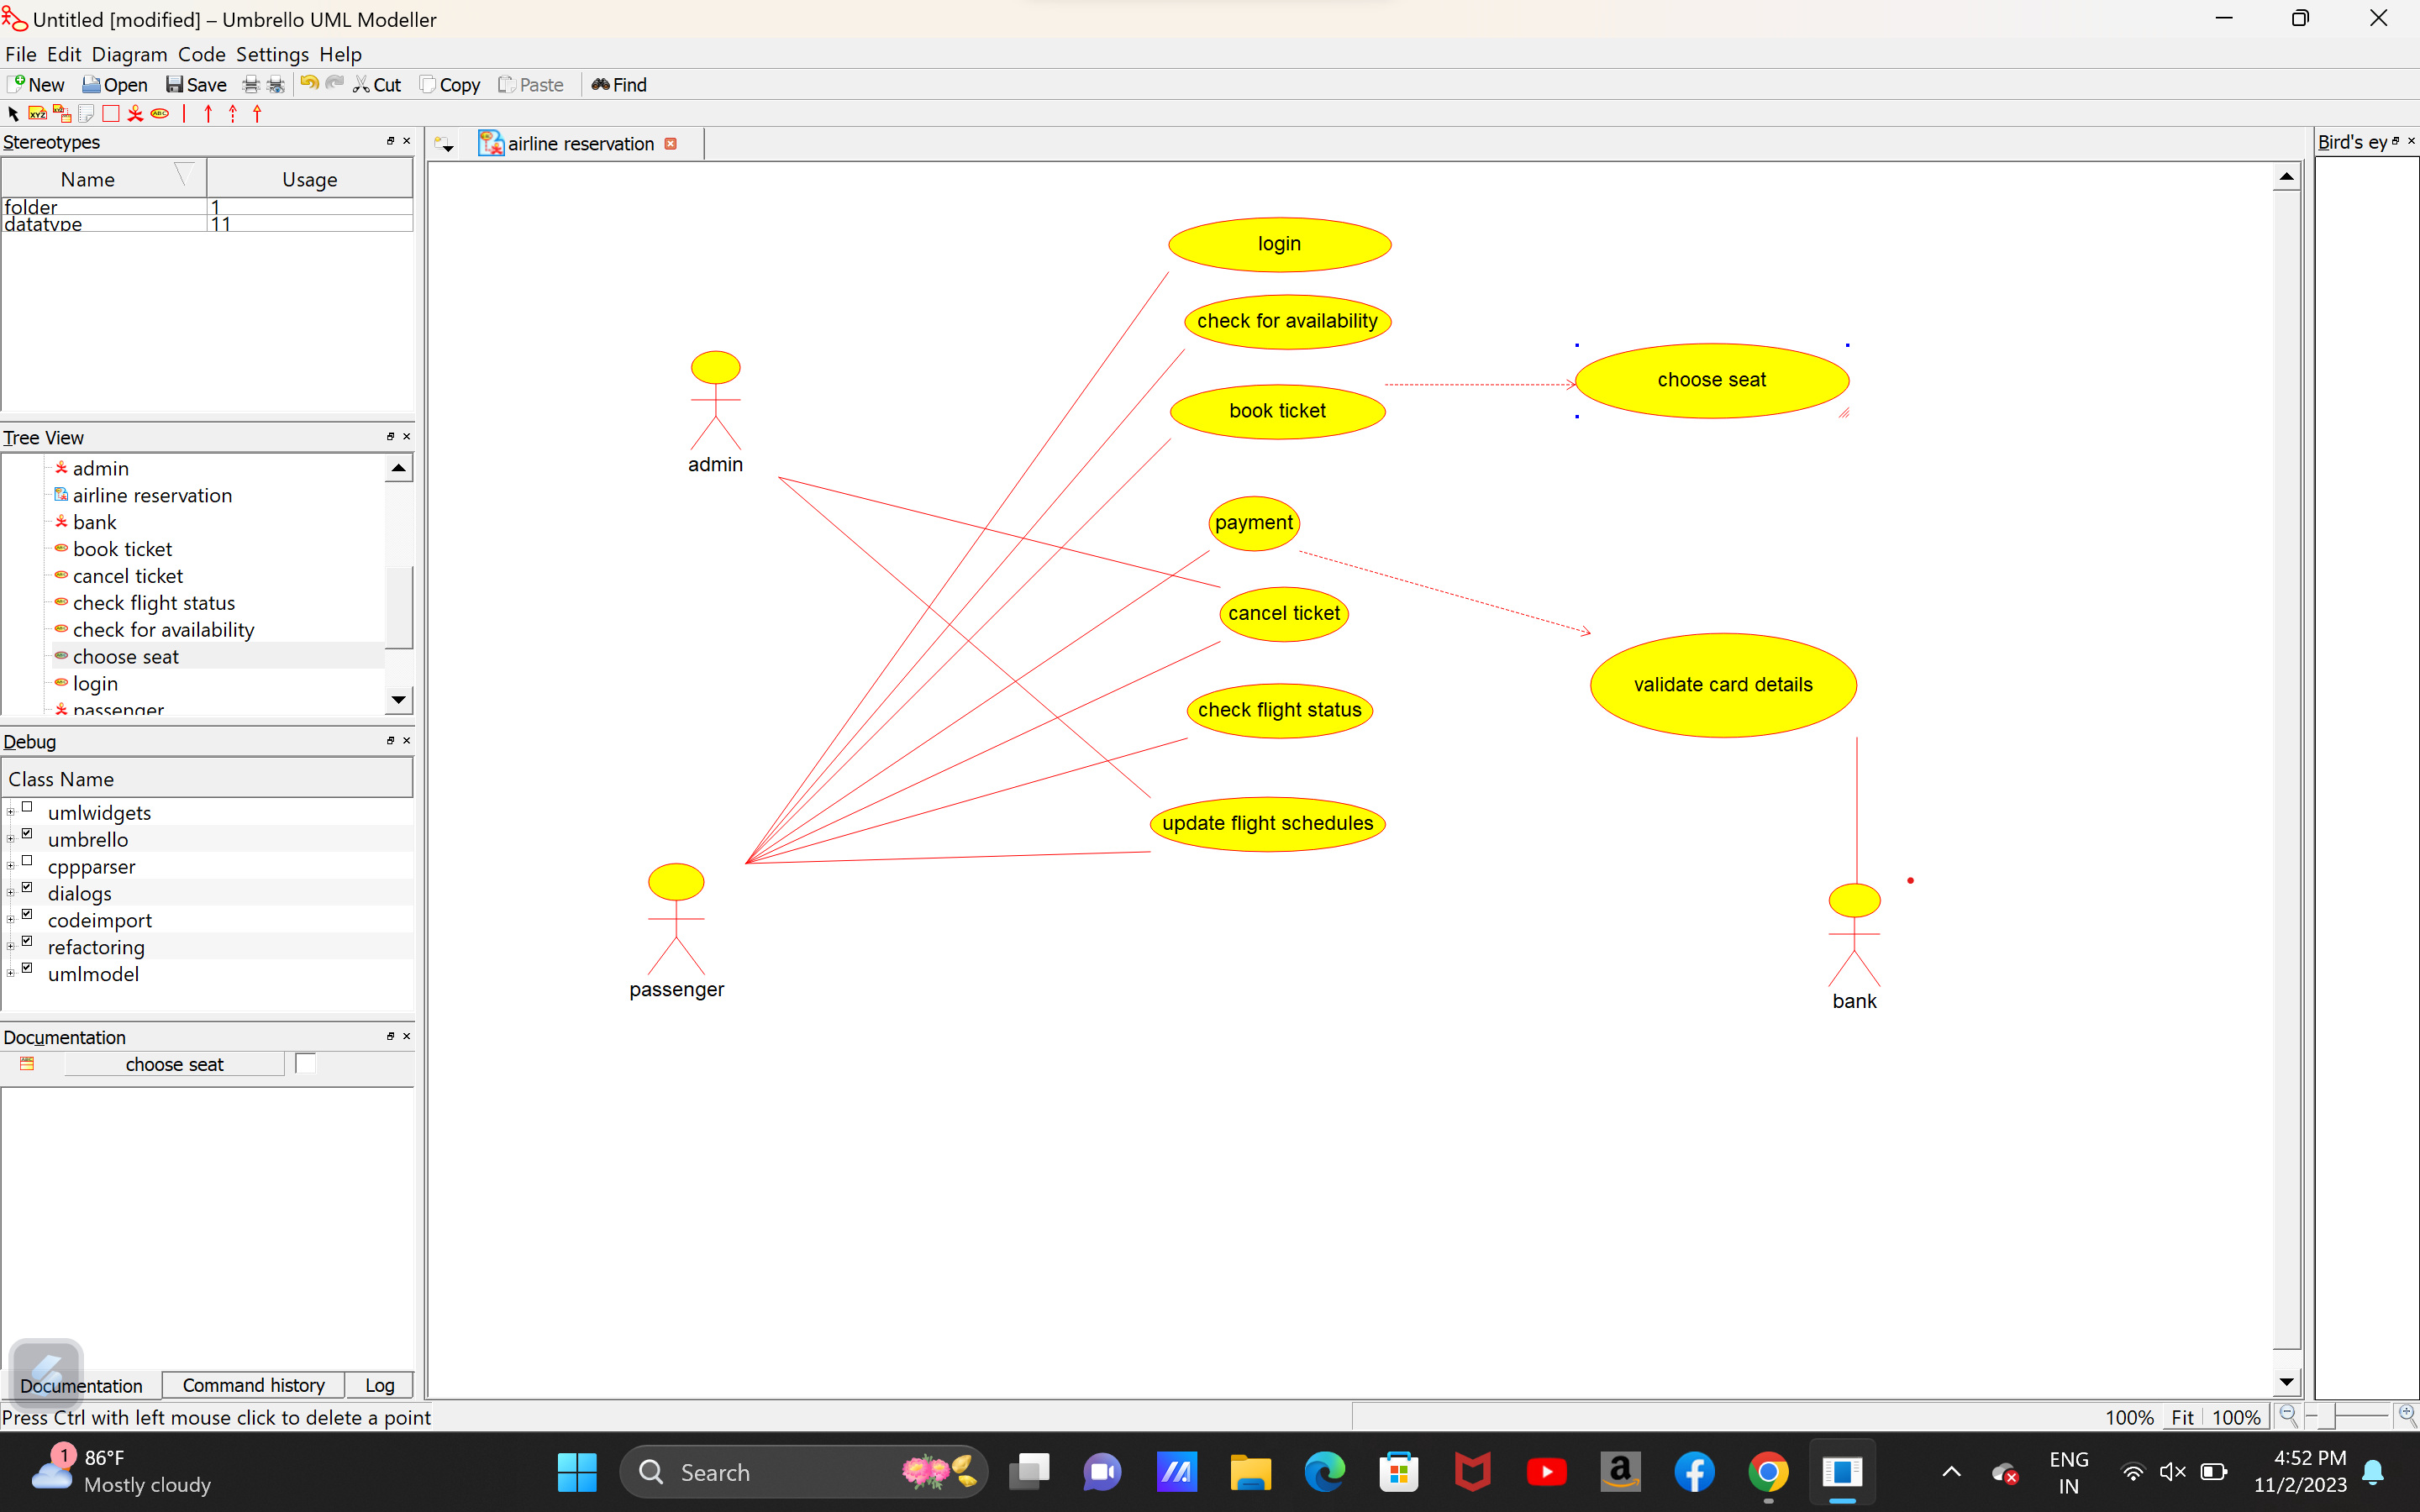 Untitled [modified] – Umbrello UML Modeller
File Edit Diagram Code Settings Help
New Open Save Cut Copy Paste Find
Stereotypes
Name Usage
folder 1
datatype 11
Tree View
admin
airline reservation
bank
book ticket
cancel ticket
check flight status
check for availability
choose seat
login
passenger
Debug
Class Name
umlwidgets
umbrello
cppparser
dialogs
codeimport
refactoring
umlmodel
Documentation
choose seat
Documentation Command history Log
airline reservation
login
check for availability
choose seat
book ticket
admin
payment
cancel ticket
validate card details
check flight status
update flight schedules
passenger
bank
Bird's ey
Press Ctrl with left mouse click to delete a point
100% Fit 100%
1
86°F
Mostly cloudy
Search
ENG
IN
4:52 PM
11/2/2023